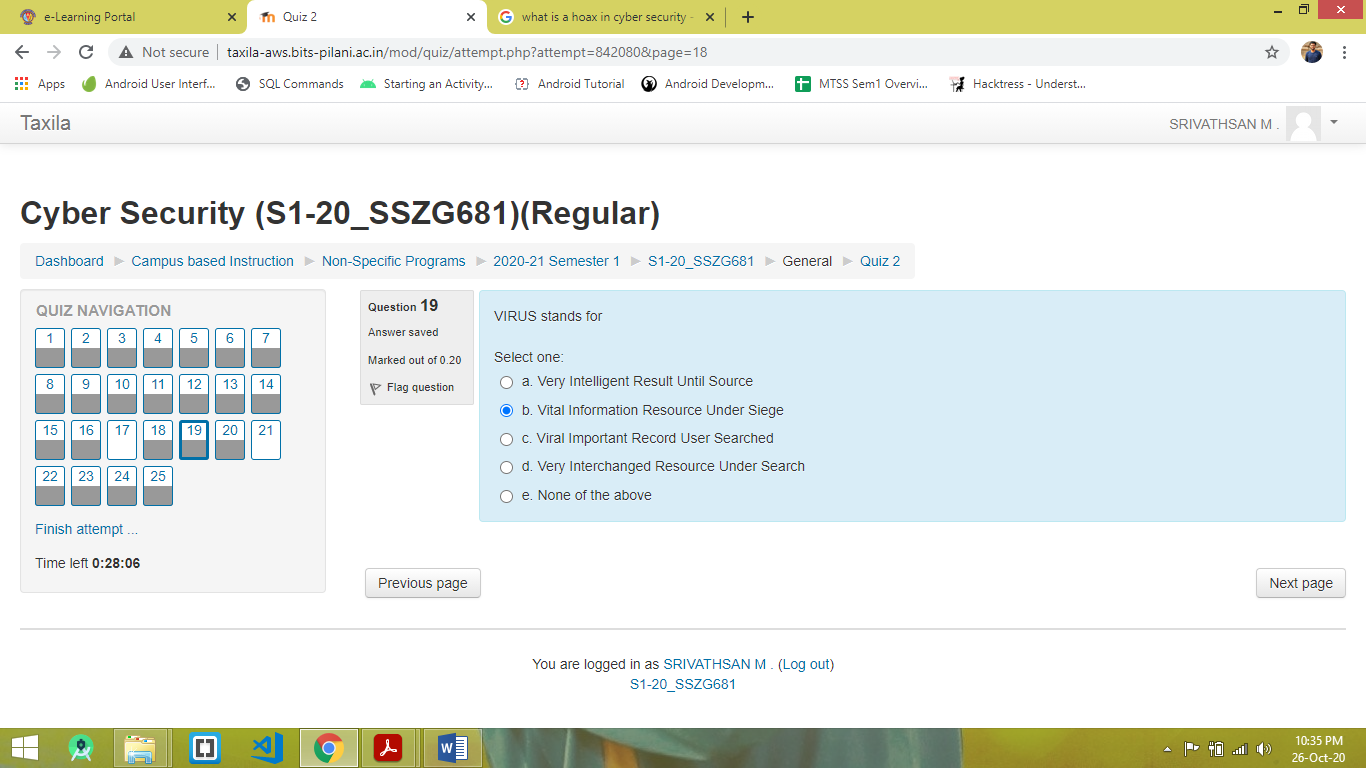 e-Learning Portal
Quiz 2
what is a hoax in cyber security -
Not secure
taxila-aws.bits-pilani.ac.in/mod/quiz/attempt.php?attempt=842080&page=18
Apps
Android User Interf...
SQL Commands
Starting an Activity...
Android Tutorial
Android Developm...
MTSS Sem1 Overvi...
Hacktress - Underst...
Taxila
SRIVATHSAN M .
Cyber Security (S1-20_SSZG681)(Regular)
Dashboard ► Campus based Instruction ► Non-Specific Programs ► 2020-21 Semester 1 ► S1-20_SSZG681 ► General ► Quiz 2
QUIZ NAVIGATION
1 2 3 4 5 6 7
8 9 10 11 12 13 14
15 16 17 18 19 20 21
22 23 24 25
Finish attempt ...
Time left 0:28:06
Question 19
Answer saved
Marked out of 0.20
Flag question
VIRUS stands for
Select one:
a. Very Intelligent Result Until Source
b. Vital Information Resource Under Siege
c. Viral Important Record User Searched
d. Very Interchanged Resource Under Search
e. None of the above
Previous page
Next page
You are logged in as SRIVATHSAN M . (Log out)
S1-20_SSZG681
10:35 PM
26-Oct-20